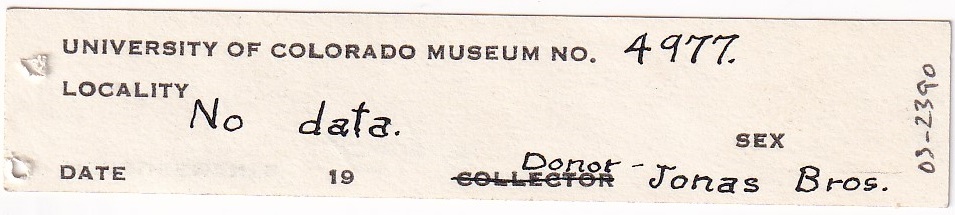 UNIVERSITY OF COLORADO MUSEUM NO. 4977.
LOCALITY
No data.
SEX
DATE 19 COLLECTOR Donor - Jonas Bros.
03-2390